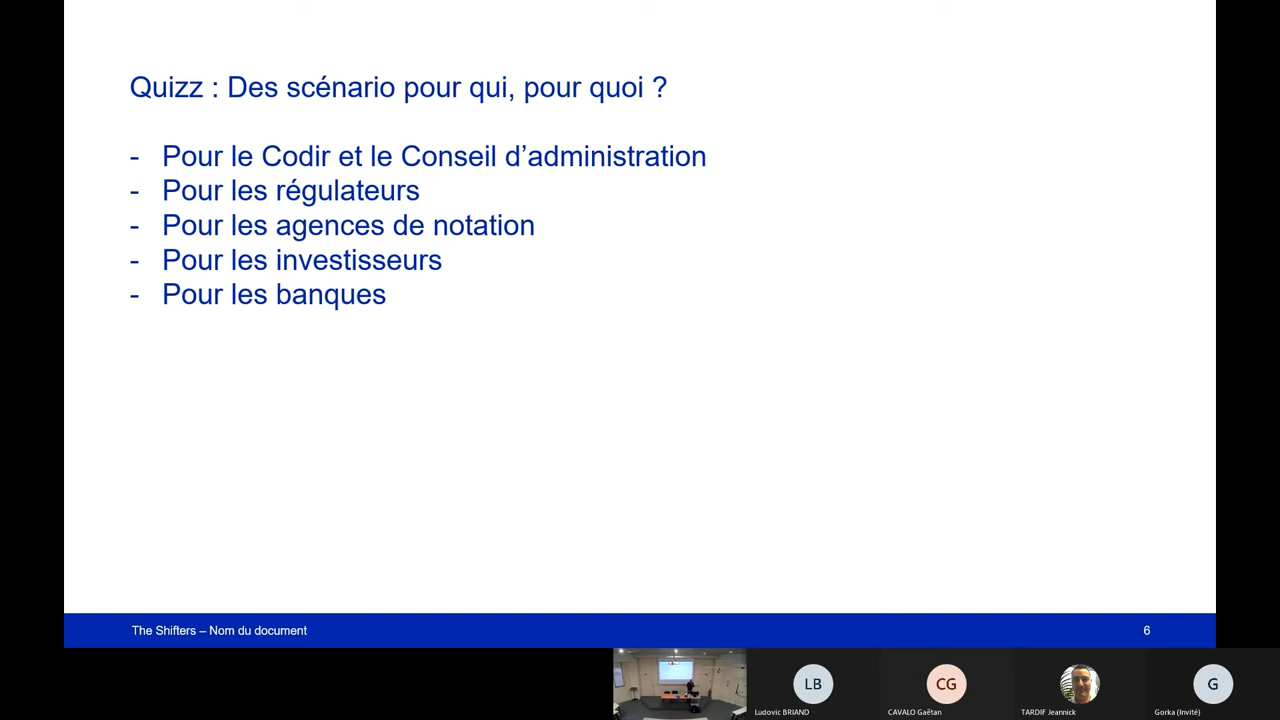 Quizz : Des scénario pour qui, pour quoi ?
- Pour le Codir et le Conseil d’administration
- Pour les régulateurs
- Pour les agences de notation
- Pour les investisseurs
- Pour les banques
The Shifters – Nom du document
6
LB
CG
G
Ludovic BRIAND
CAVALO Gaëtan
TARDIF Jeannick
Gorka (Invité)